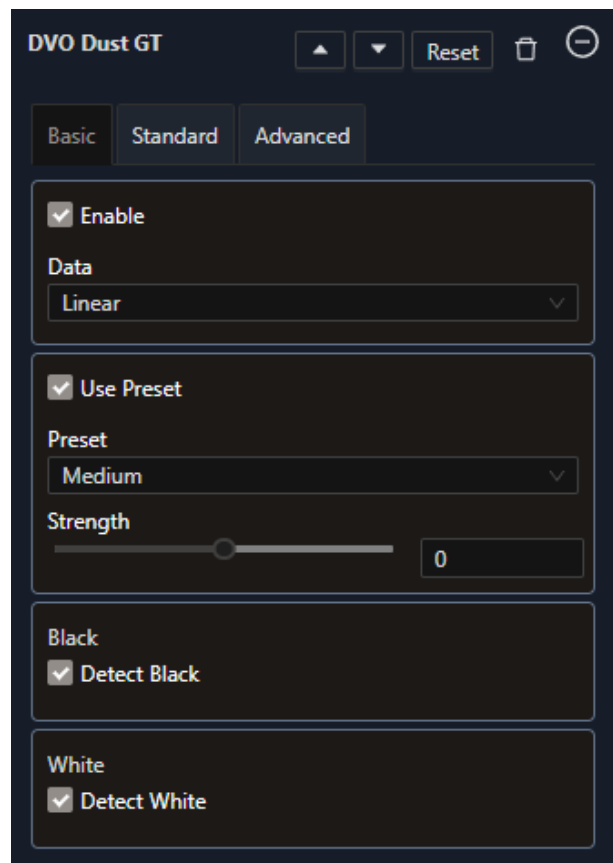 DVO Dust GT
Reset
Basic Standard Advanced
Enable
Data
Linear
Use Preset
Preset
Medium
Strength
0
Black
Detect Black
White
Detect White